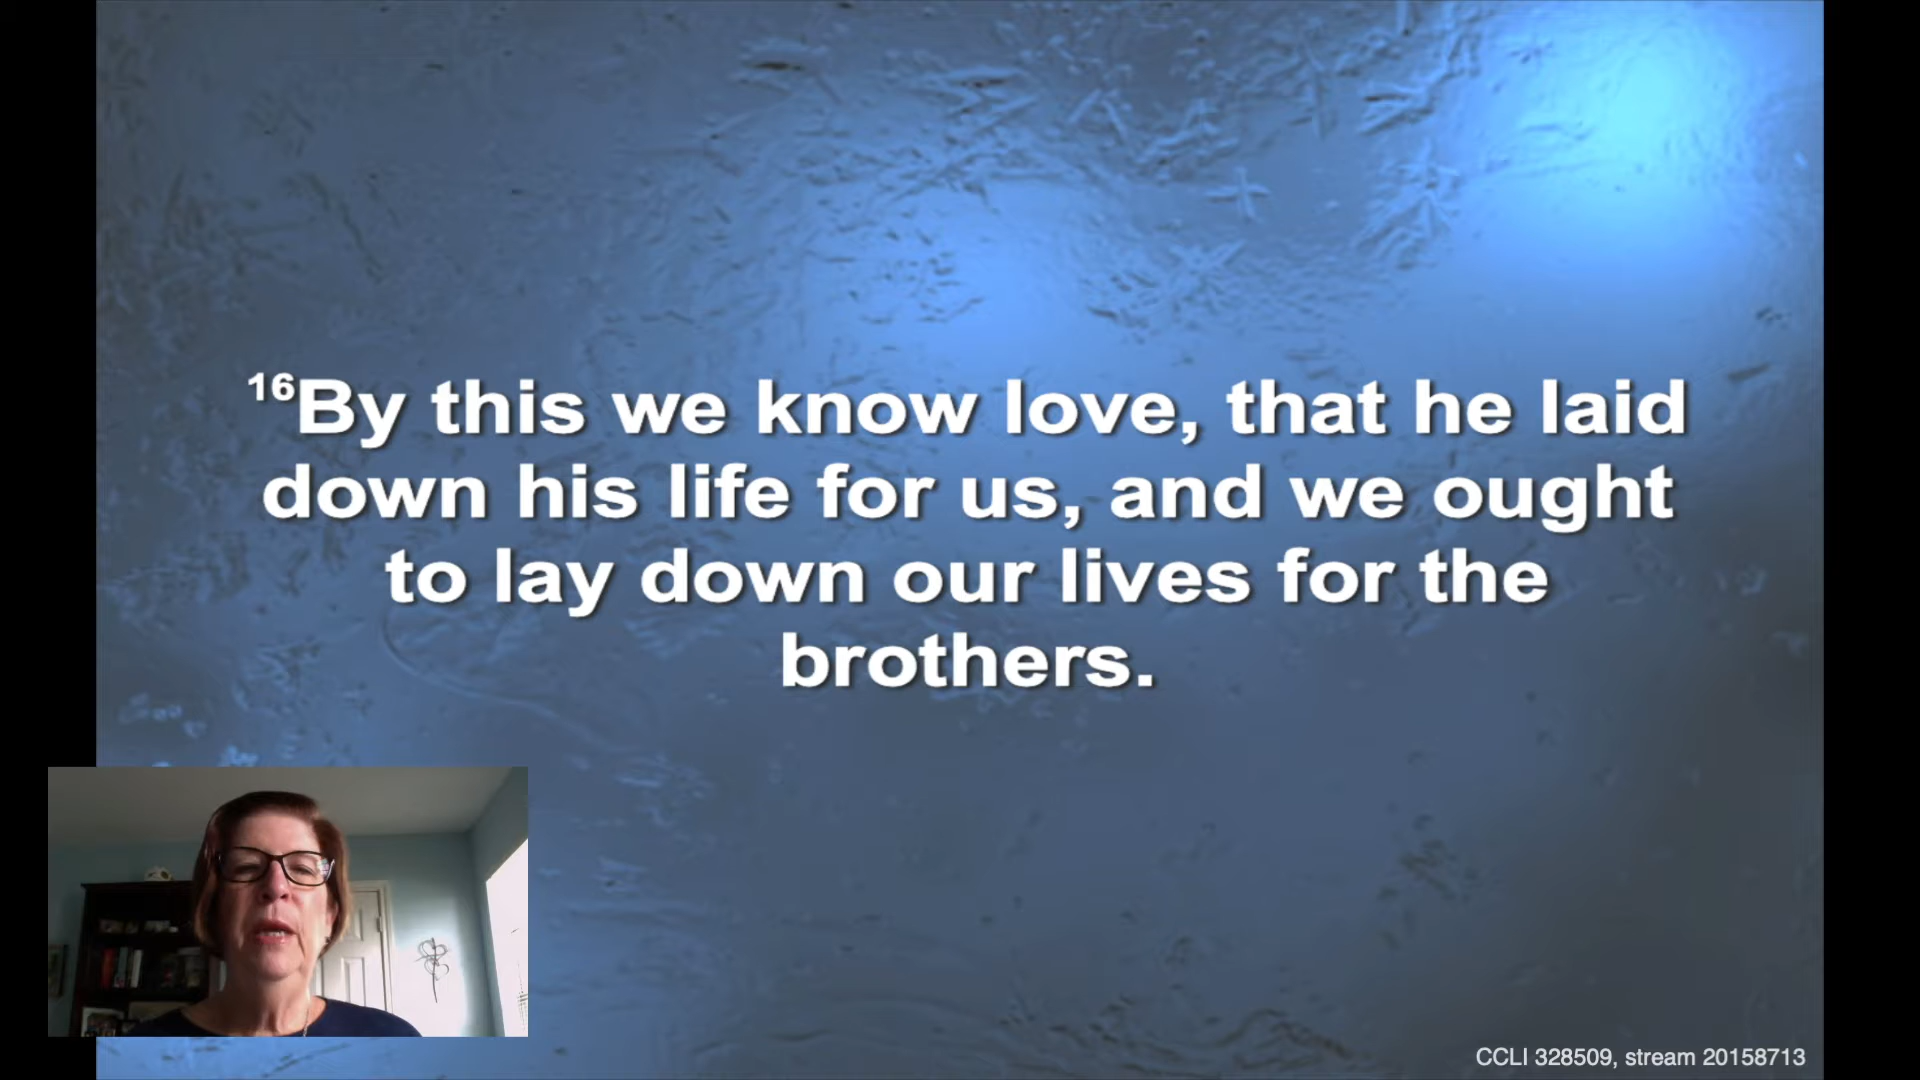 16By this we know love, that he laid
down his life for us, and we ought
to lay down our lives for the
brothers.
CCLI 328509, stream 20158713